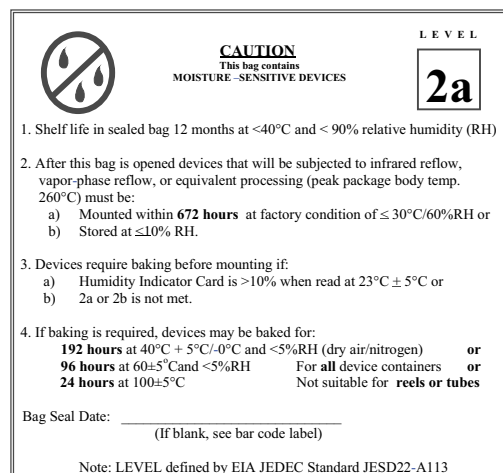 LEVEL
CAUTION
This bag contains
MOISTURE –SENSITIVE DEVICES
2a
1. Shelf life in sealed bag 12 months at <40°C and < 90% relative humidity (RH)
2. After this bag is opened devices that will be subjected to infrared reflow,
vapor-phase reflow, or equivalent processing (peak package body temp.
260°C) must be:
a) Mounted within 672 hours at factory condition of ≤ 30°C/60%RH or
b) Stored at ≤10% RH.
3. Devices require baking before mounting if:
a) Humidity Indicator Card is >10% when read at 23°C ± 5°C or
b) 2a or 2b is not met.
4. If baking is required, devices may be baked for:
192 hours at 40°C + 5°C/-0°C and <5%RH (dry air/nitrogen) or
96 hours at 60±5°Cand <5%RH For all device containers or
24 hours at 100±5°C Not suitable for reels or tubes
Bag Seal Date: ________________________________
(If blank, see bar code label)
Note: LEVEL defined by EIA JEDEC Standard JESD22-A113